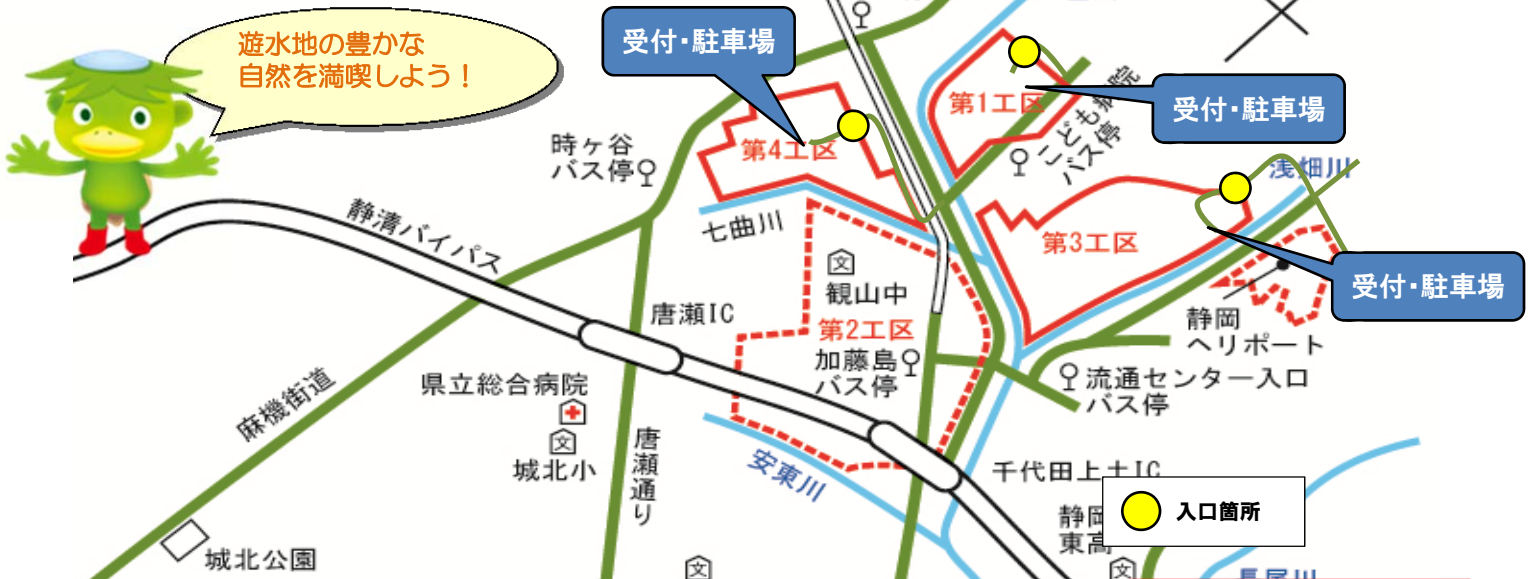 遊水地の豊かな
自然を満喫しよう！
受付・駐車場
第1工区
受付・駐車場
こども病院
バス停
時ヶ谷
バス停
第4工区
浅畑川
静清バイパス
七曲川
第3工区
観山中
受付・駐車場
唐瀬IC
第2工区
静岡
ヘリポート
加藤島
バス停
県立総合病院
流通センター入口
バス停
麻機街道
城北小
唐瀬通り
安東川
千代田上土IC
入口箇所
静岡
東高
城北公園
長尾川